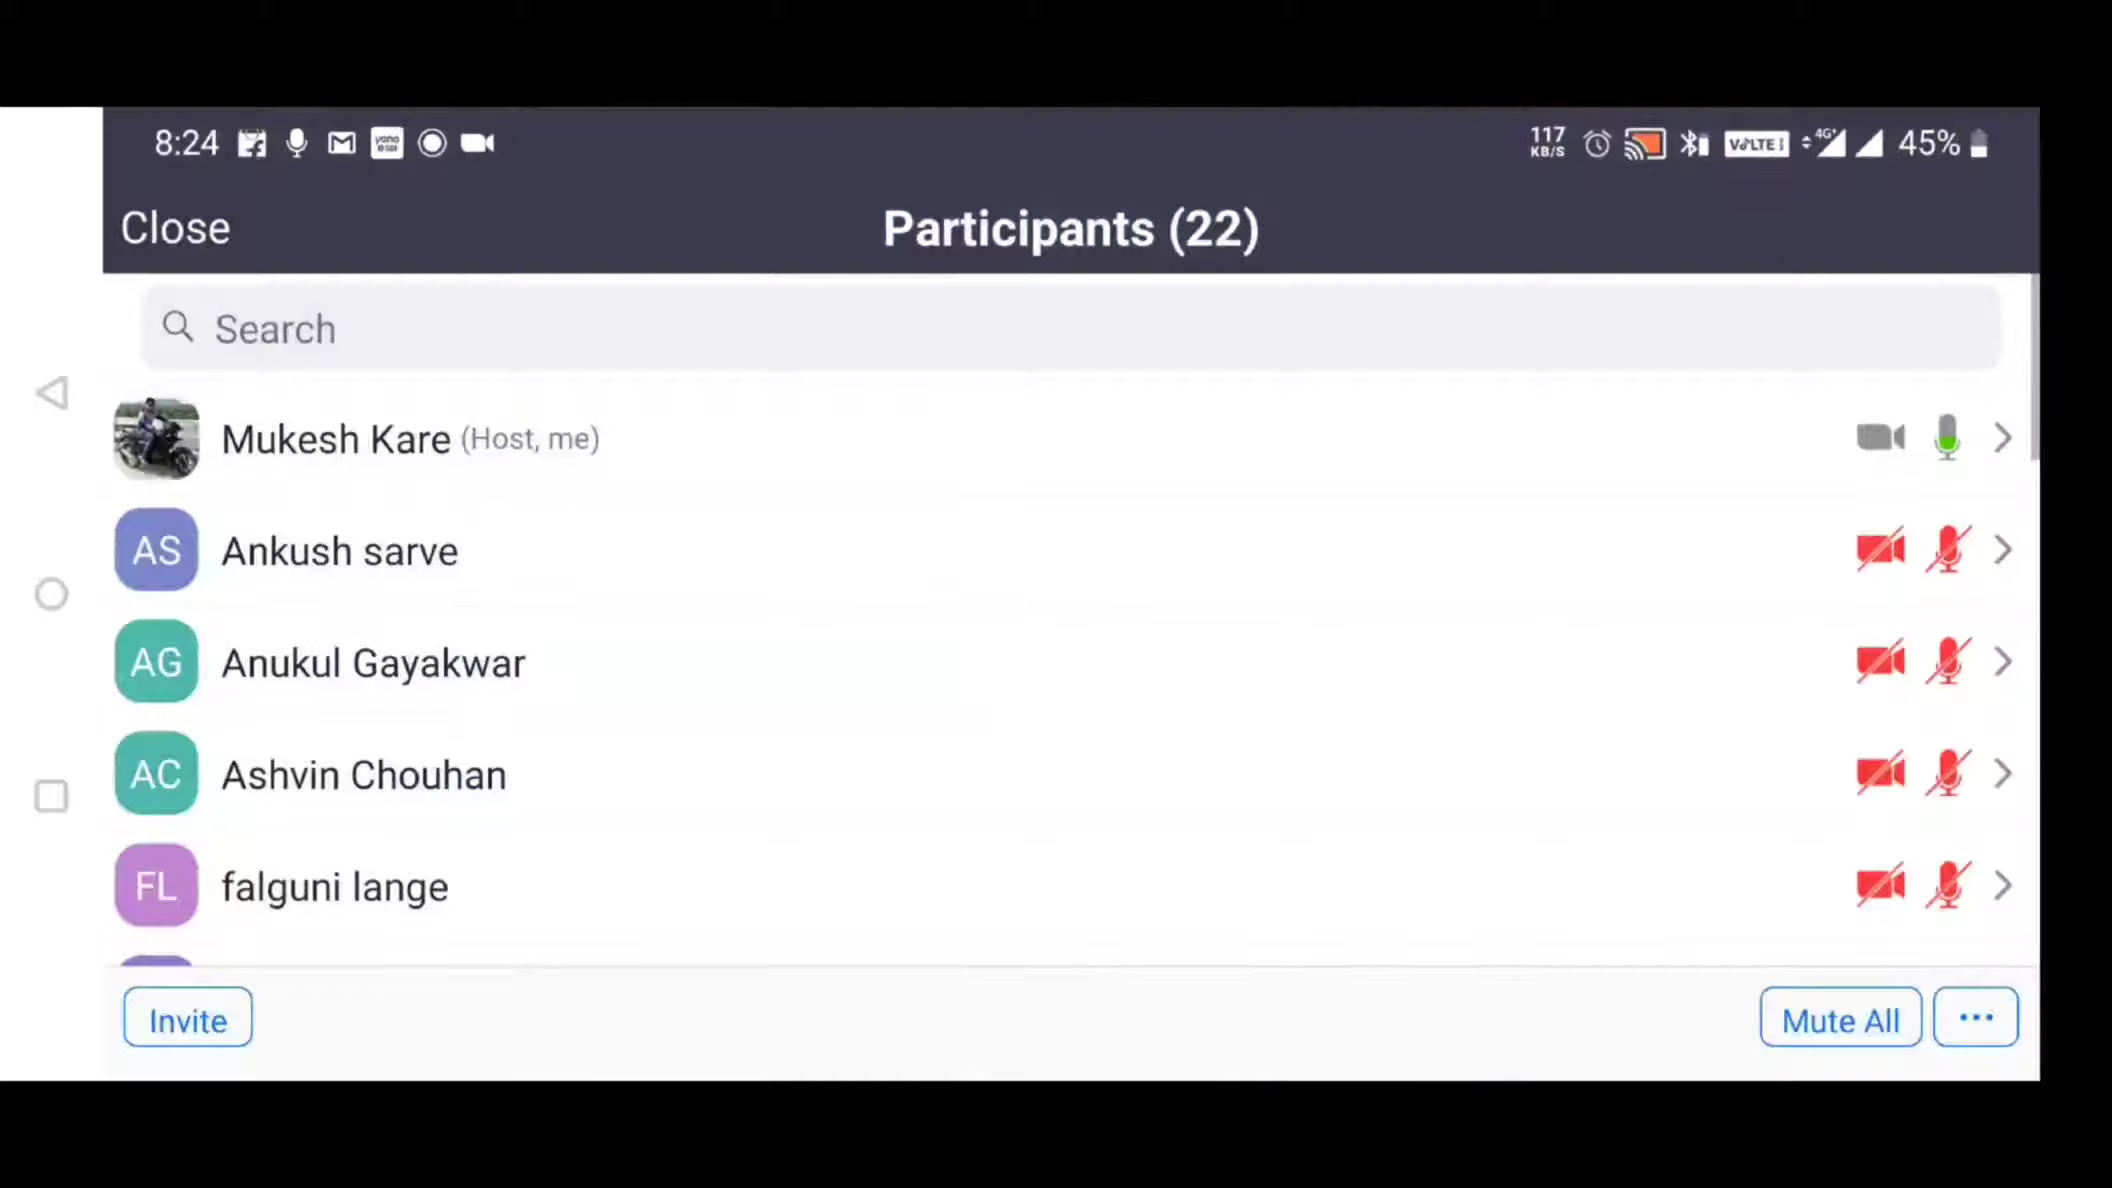 8:24
117
KB/S
VoLTE
4G+
45%
Close
Participants (22)
Search
Mukesh Kare (Host, me)
AS
Ankush sarve
AG
Anukul Gayakwar
AC
Ashvin Chouhan
FL
falguni lange
Invite
Mute All
...